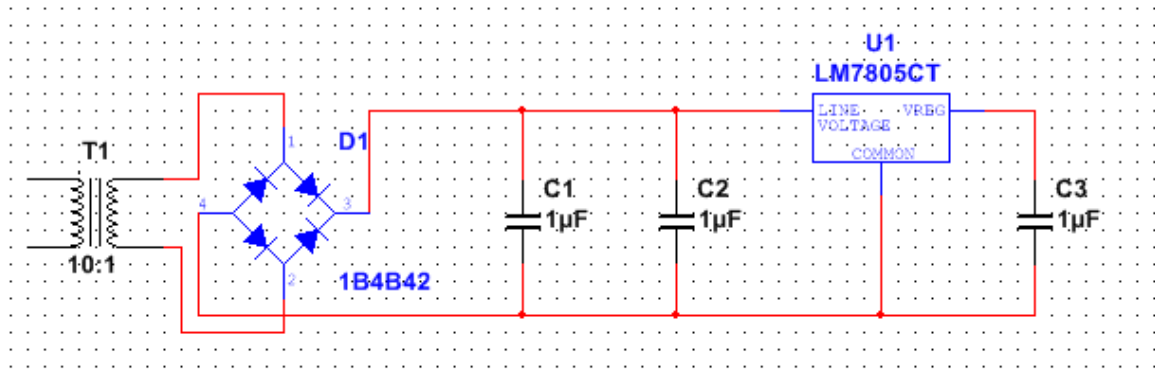 U1
LM7805CT
LINE VREG
VOLTAGE
COMMON
1
D1
T1
4
3
C1
1µF
C2
1µF
C3
1µF
10:1
2
1B4B42